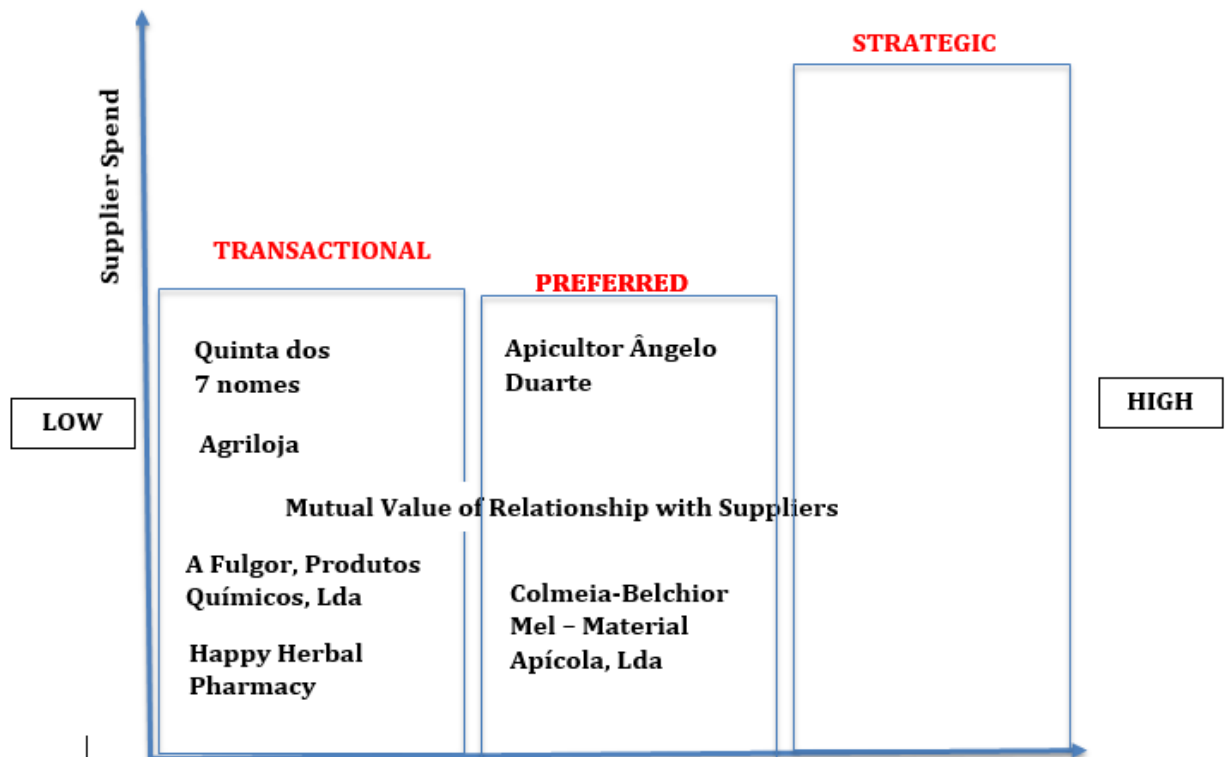 STRATEGIC
Supplier Spend
TRANSACTIONAL
PREFERRED
Quinta dos
7 nomes
Agriloja
Apicultor Ângelo
Duarte
LOW
HIGH
Mutual Value of Relationship with Suppliers
A Fulgor, Produtos
Químicos, Lda
Happy Herbal
Pharmacy
Colmeia-Belchior
Mel – Material
Apícola, Lda